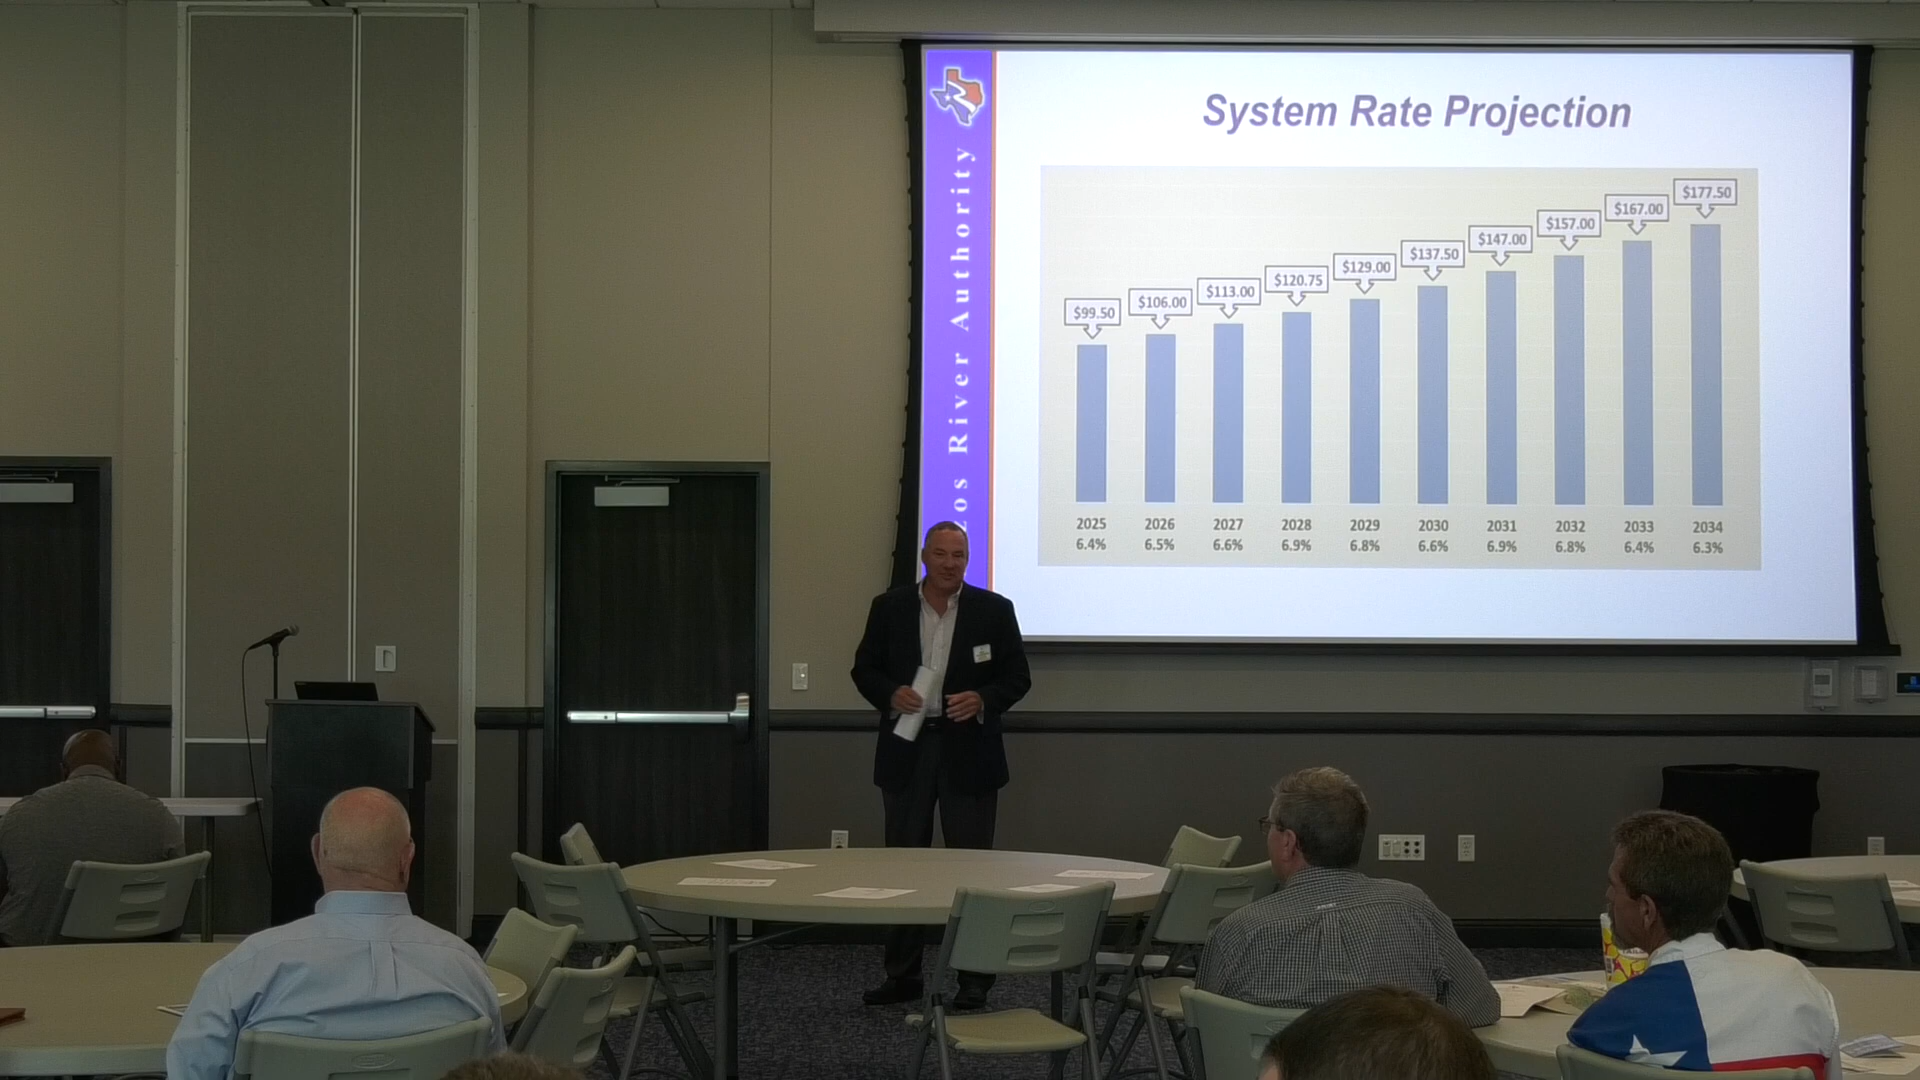 System Rate Projection
zos River Authority
$99.50 $106.00 $113.00 $120.75 $129.00 $137.50 $147.00 $157.00 $167.00 $177.50
2025 2026 2027 2028 2029 2030 2031 2032 2033 2034
6.4% 6.5% 6.6% 6.9% 6.8% 6.6% 6.9% 6.8% 6.4% 6.3%